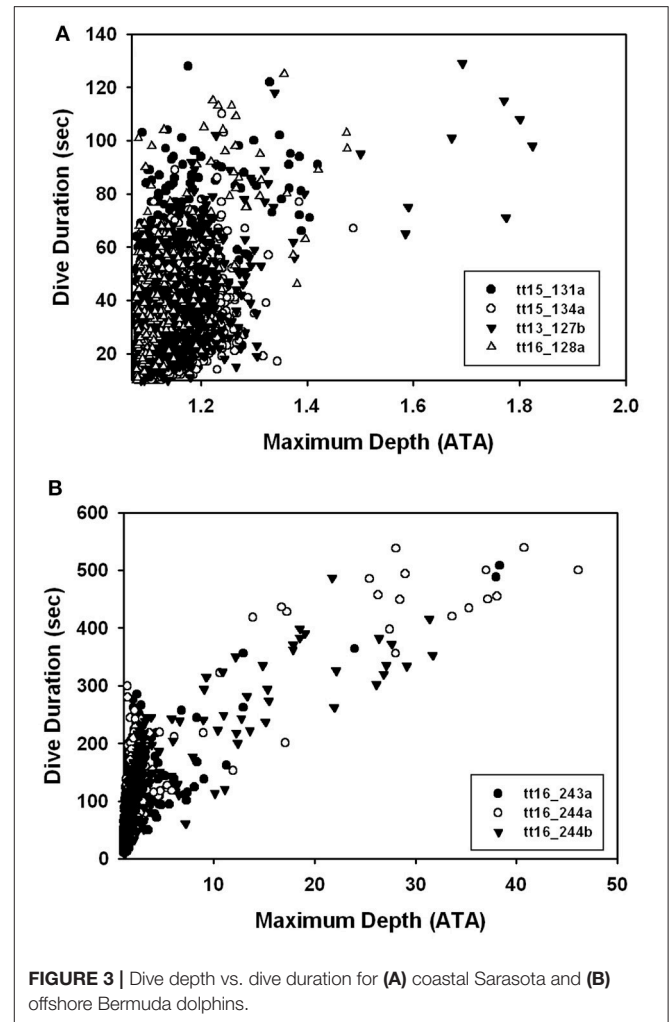 A
140
120
100
80
60
40
20
Dive Duration (sec)
1.2
1.4
1.6
1.8
2.0
Maximum Depth (ATA)
tt15_131a
tt15_134a
tt13_127b
tt16_128a
B
600
500
400
300
200
100
0
Dive Duration (sec)
10
20
30
40
50
Maximum Depth (ATA)
tt16_243a
tt16_244a
tt16_244b
FIGURE 3 | Dive depth vs. dive duration for (A) coastal Sarasota and (B)
offshore Bermuda dolphins.